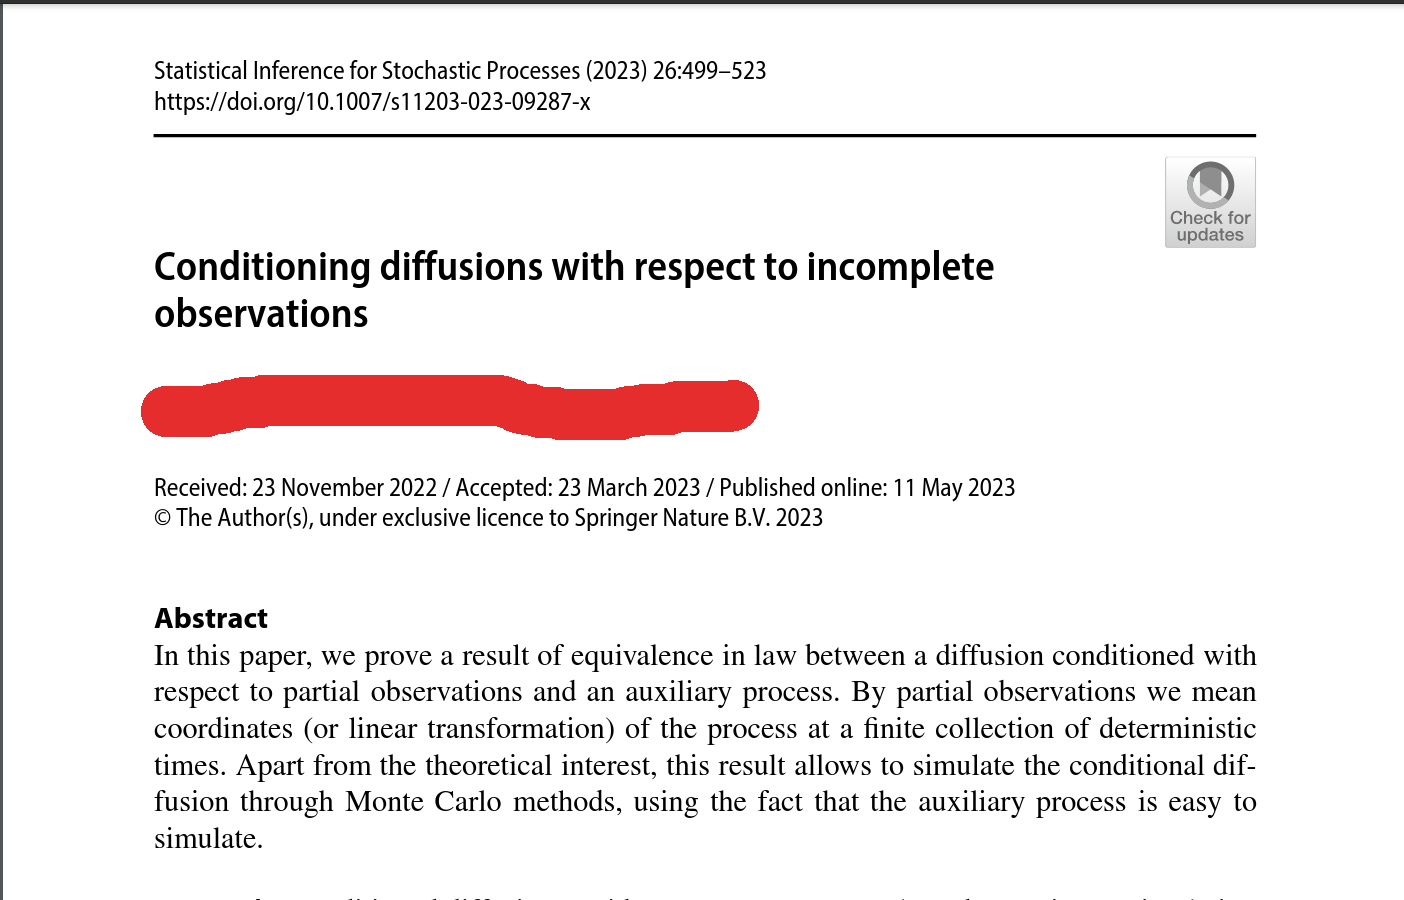 Statistical Inference for Stochastic Processes (2023) 26:499–523
https://doi.org/10.1007/s11203-023-09287-x
Check for
updates
Conditioning diffusions with respect to incomplete
observations
Received: 23 November 2022 / Accepted: 23 March 2023 / Published online: 11 May 2023
© The Author(s), under exclusive licence to Springer Nature B.V. 2023
Abstract
In this paper, we prove a result of equivalence in law between a diffusion conditioned with
respect to partial observations and an auxiliary process. By partial observations we mean
coordinates (or linear transformation) of the process at a finite collection of deterministic
times. Apart from the theoretical interest, this result allows to simulate the conditional dif-
fusion through Monte Carlo methods, using the fact that the auxiliary process is easy to
simulate.